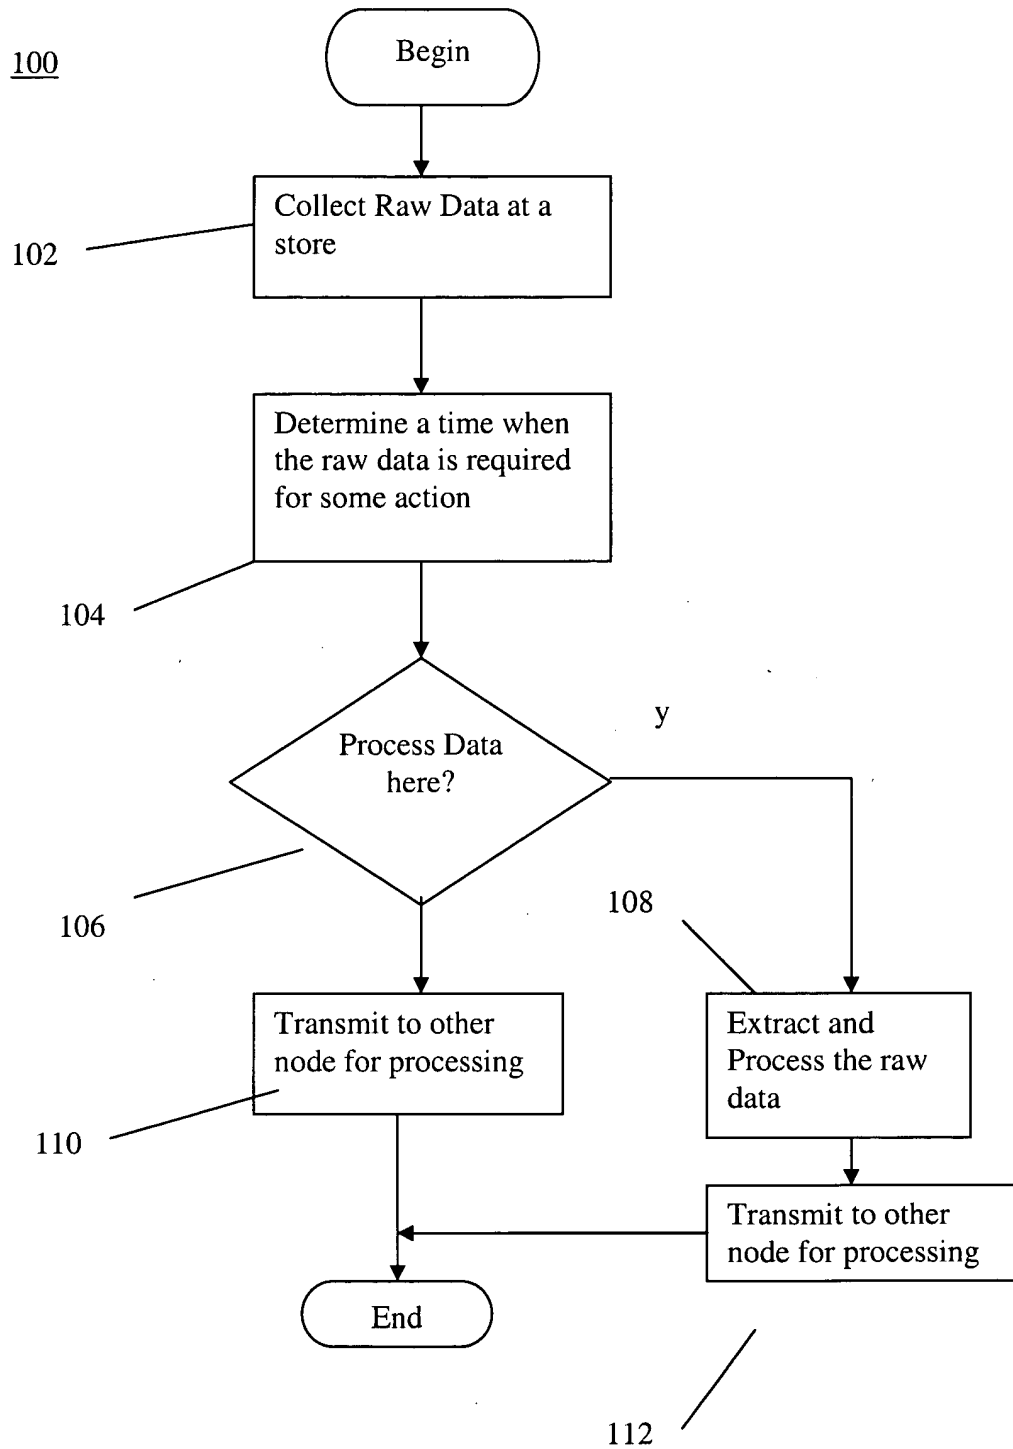 Begin
100
Collect Raw Data at a
store
102
Determine a time when
the raw data is required
for some action
104
y
Process Data
here?
106
108
Transmit to other
node for processing
110
Extract and
Process the raw
data
Transmit to other
node for processing
End
112